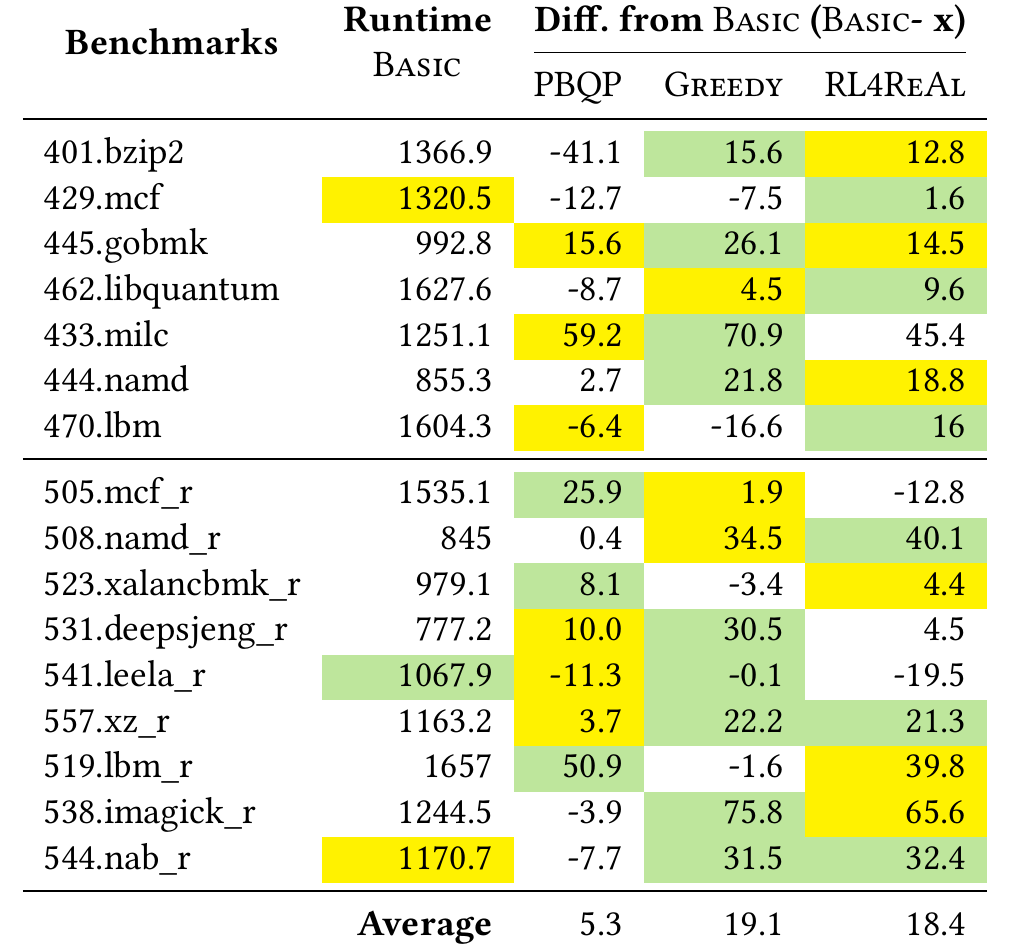 Benchmarks Runtime BASIC Diff. from BASIC (BASIC- x)
PBQP GREEDY RL4REAL
401.bzip2 1366.9 -41.1 15.6 12.8
429.mcf 1320.5 -12.7 -7.5 1.6
445.gobmk 992.8 15.6 26.1 14.5
462.libquantum 1627.6 -8.7 4.5 9.6
433.milc 1251.1 59.2 70.9 45.4
444.namd 855.3 2.7 21.8 18.8
470.lbm 1604.3 -6.4 -16.6 16
505.mcf_r 1535.1 25.9 1.9 -12.8
508.namd_r 845 0.4 34.5 40.1
523.xalancbmk_r 979.1 8.1 -3.4 4.4
531.deepsjeng_r 777.2 10.0 30.5 4.5
541.leela_r 1067.9 -11.3 -0.1 -19.5
557.xz_r 1163.2 3.7 22.2 21.3
519.lbm_r 1657 50.9 -1.6 39.8
538.imagick_r 1244.5 -3.9 75.8 65.6
544.nab_r 1170.7 -7.7 31.5 32.4
Average 5.3 19.1 18.4